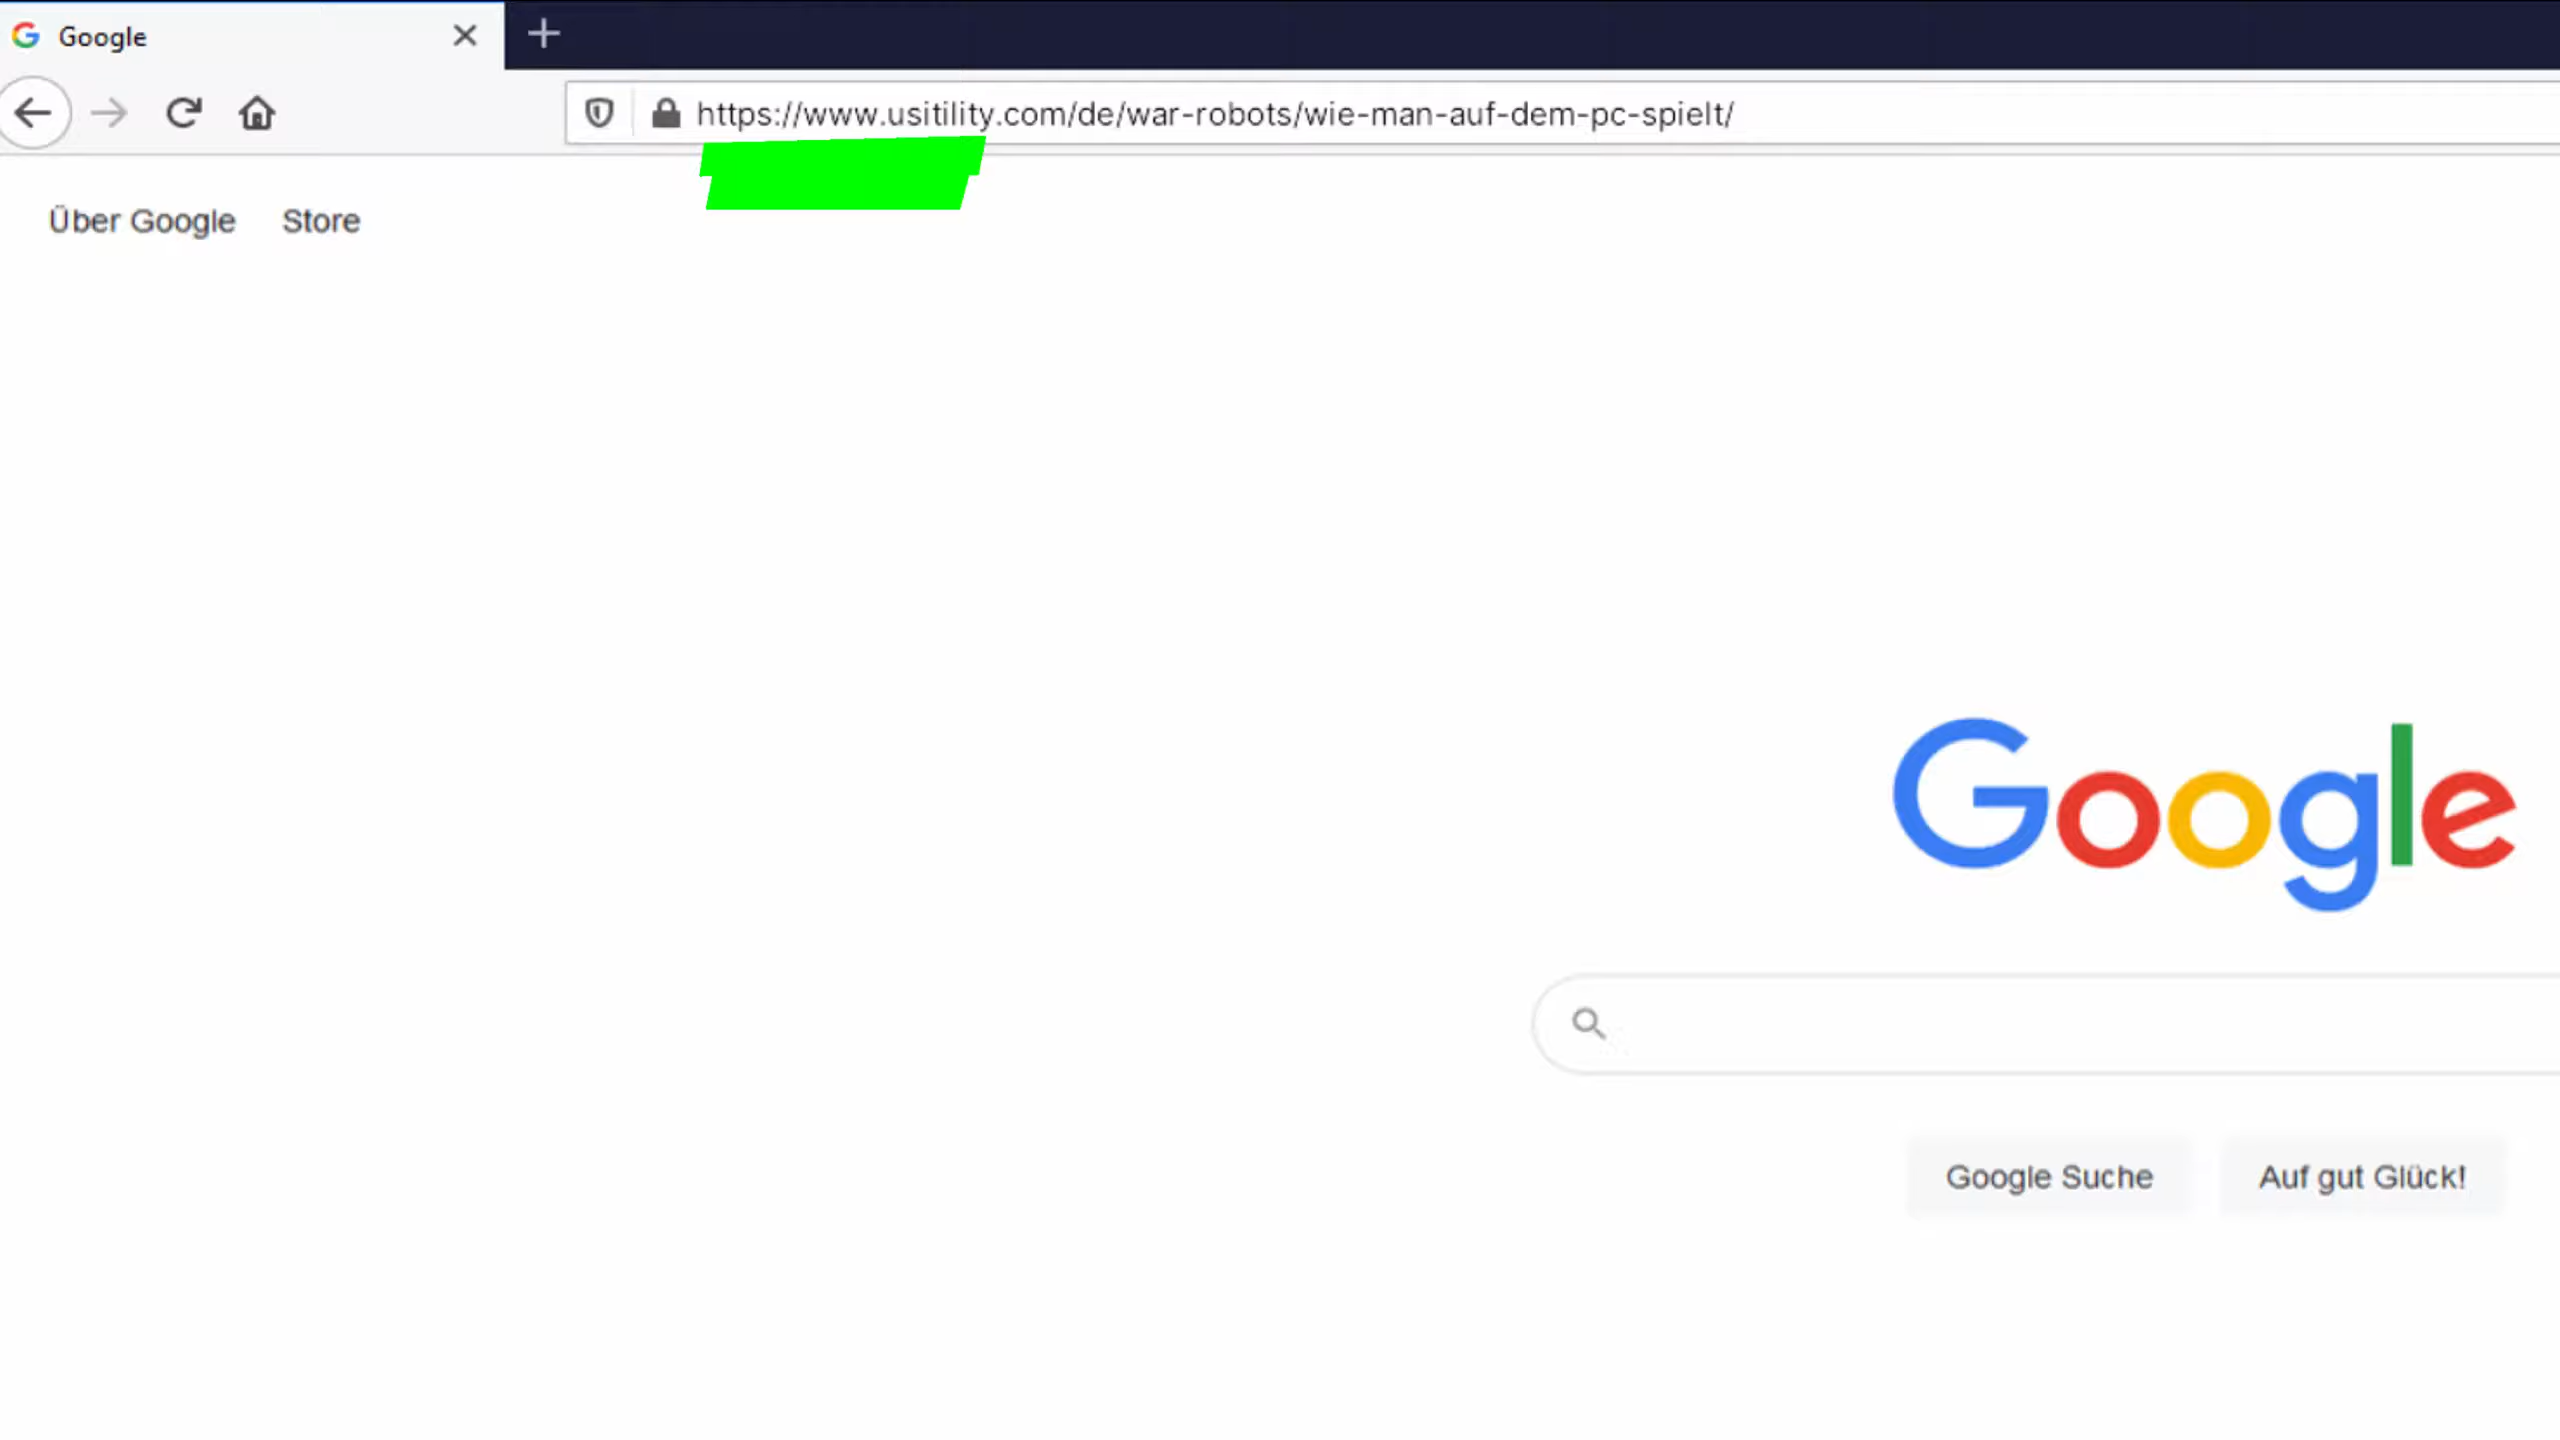 Google
https://www.usitility.com/de/war-robots/wie-man-auf-dem-pc-spielt/
Über Google Store
Google
Google Suche Auf gut Glück!